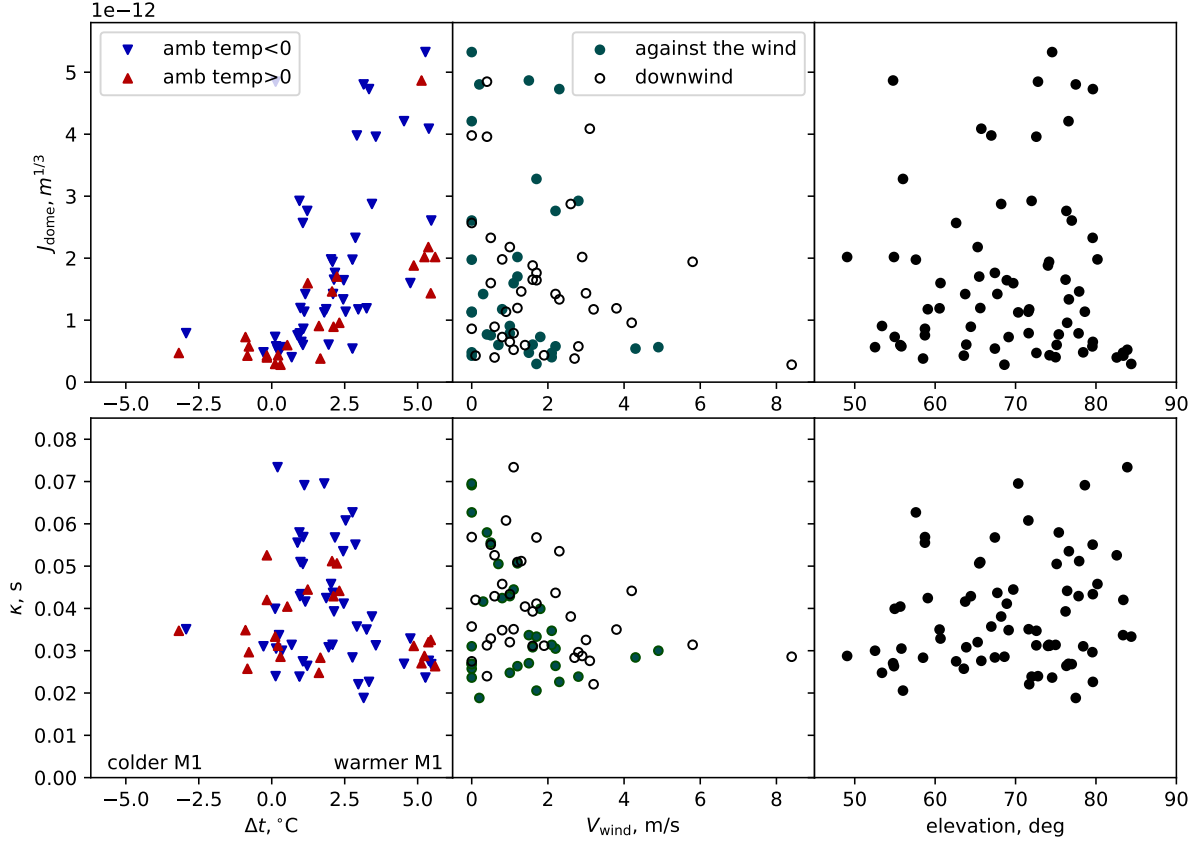 1e−12
amb temp<0
amb temp>0
against the wind
downwind
J_dome, m^{1/3}
5
4
3
2
1
0
−5.0 −2.5 0.0 2.5 5.0
0 2 4 6 8
50 60 70 80 90
κ, s
0.08
0.07
0.06
0.05
0.04
0.03
0.02
0.01
0.00
colder M1 warmer M1
−5.0 −2.5 0.0 2.5 5.0
0 2 4 6 8
50 60 70 80 90
Δt, °C
V_wind, m/s
elevation, deg